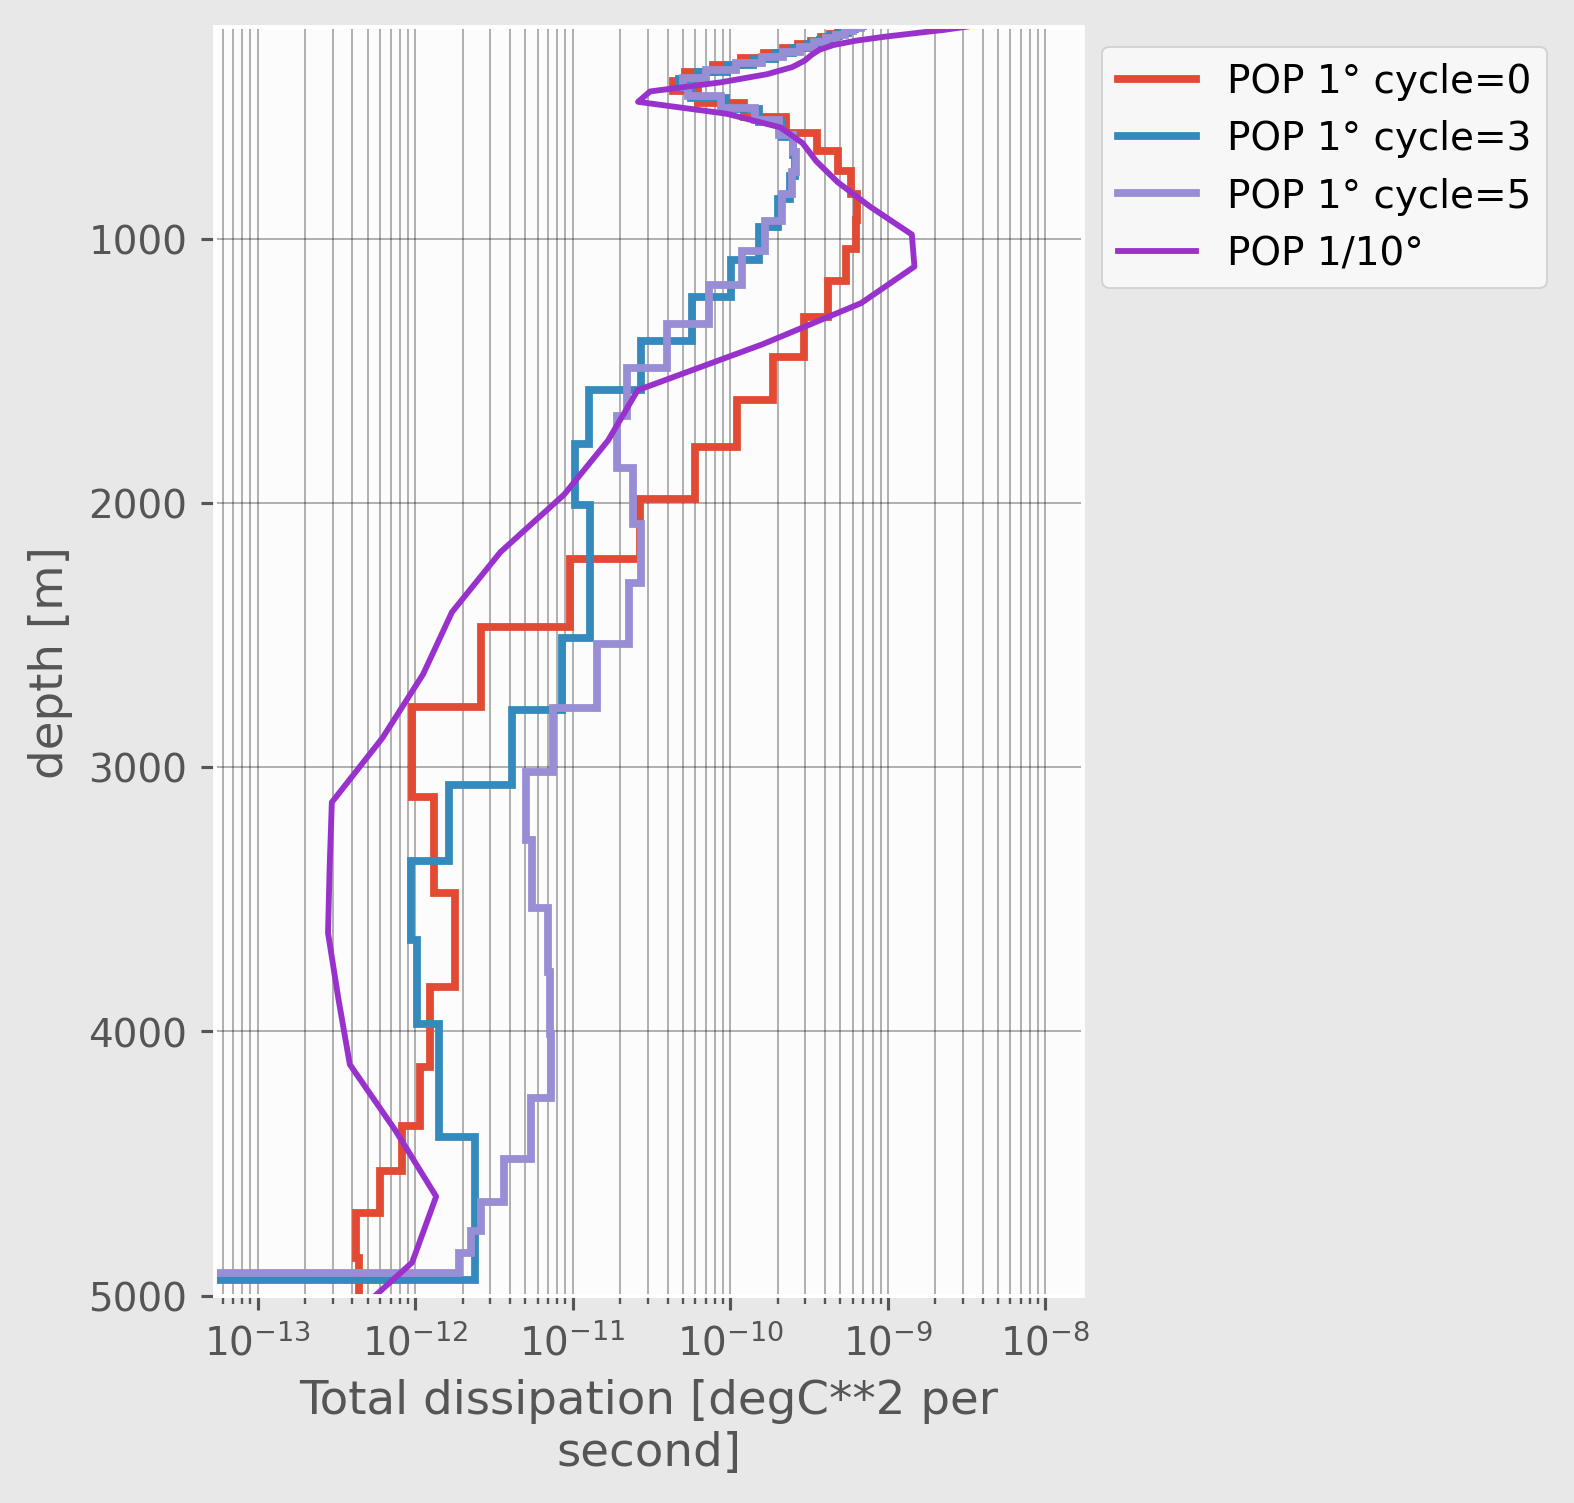 POP 1° cycle=0
POP 1° cycle=3
POP 1° cycle=5
POP 1/10°
depth [m]
1000
2000
3000
4000
5000
10⁻¹³ 10⁻¹² 10⁻¹¹ 10⁻¹⁰ 10⁻⁹ 10⁻⁸
Total dissipation [degC**2 per
second]